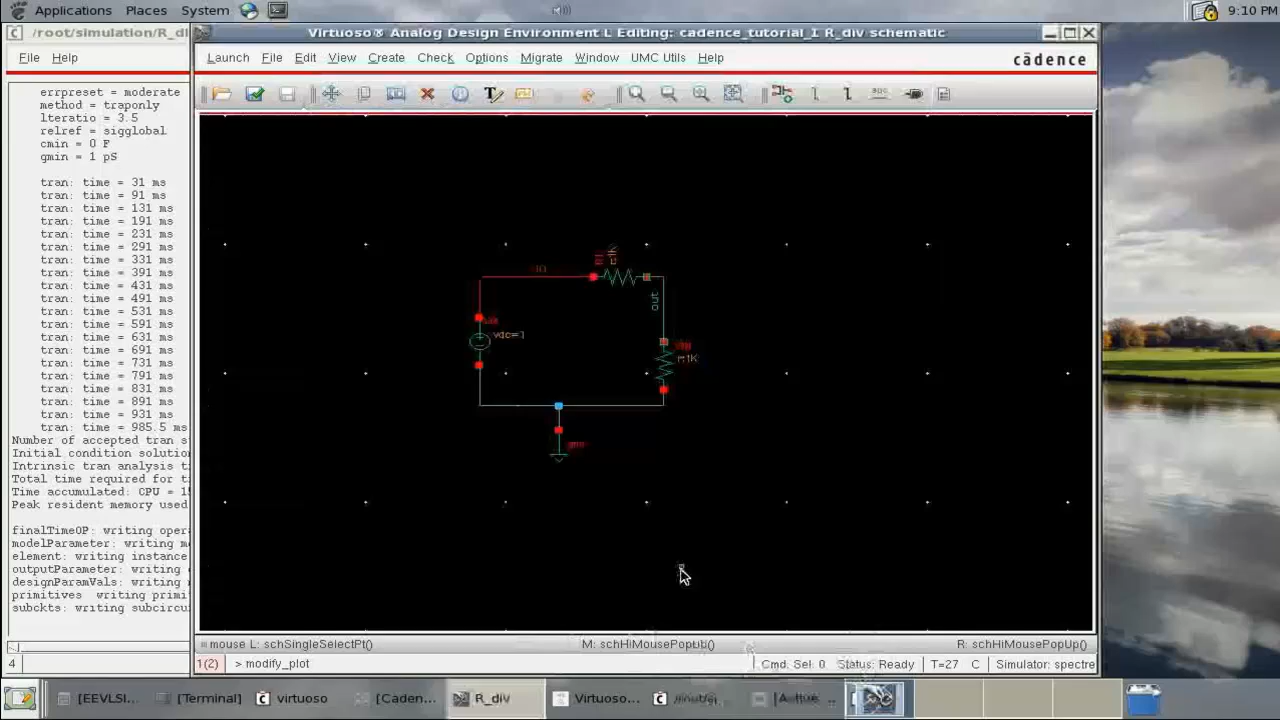 Applications Places System
9:10 PM
/root/simulation/R_di
Virtuoso® Analog Design Environment L Editing: cadence_tutorial_1 R_div schematic
File Help
Launch File Edit View Create Check Options Migrate Window UMC Utils Help
cādence
errpreset = moderate
method = traponly
lteratio = 3.5
relref = sigglobal
cmin = 0 F
gmin = 1 pS
tran: time = 31 ms
tran: time = 91 ms
tran: time = 131 ms
tran: time = 191 ms
tran: time = 231 ms
tran: time = 291 ms
tran: time = 331 ms
tran: time = 391 ms
tran: time = 431 ms
tran: time = 491 ms
tran: time = 531 ms
tran: time = 591 ms
tran: time = 631 ms
tran: time = 691 ms
tran: time = 731 ms
tran: time = 791 ms
tran: time = 831 ms
tran: time = 891 ms
tran: time = 931 ms
tran: time = 985.5 ms
Number of accepted tran s
Initial condition solutio
Intrinsic tran analysis t
Total time required for t
Time accumulated: CPU = 1
Peak resident memory used
finalTimeOP: writing oper
modelParameter: writing m
element: writing instance
outputParameter: writing
designParamVals: writing
primitives writing primi
subckts: writing subcircu
out
vdc=1
r:1K
mouse L: schSingleSelectPt()
M: schHiMousePopUp()
R: schHiMousePopUp()
4
1(2) > modify_plot
Cmd: Sel: 0 Status: Ready T=27 C Simulator: spectre
[EEVLSI... [Terminal] virtuoso [Caden... R_div Virtuoso...